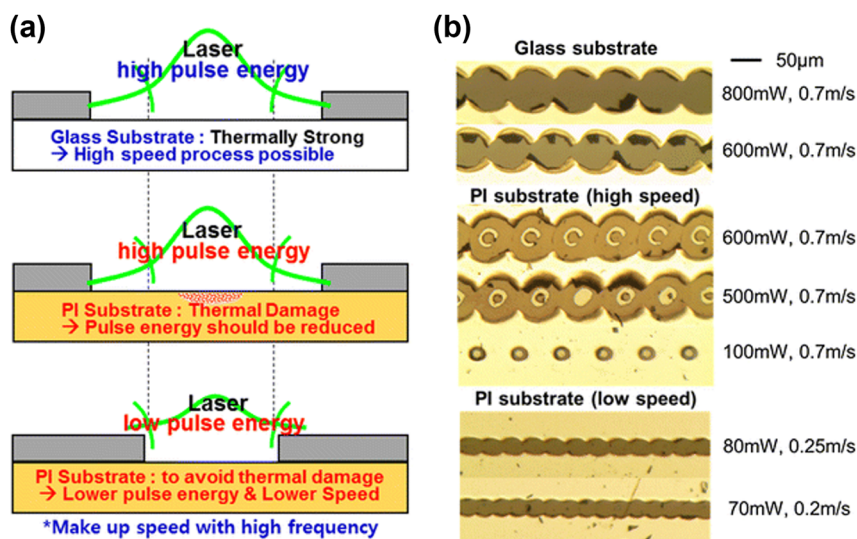 (a)
Laser
high pulse energy
Glass Substrate : Thermally Strong
→ High speed process possible
Laser
high pulse energy
PI Substrate : Thermal Damage
→ Pulse energy should be reduced
Laser
low pulse energy
PI Substrate : to avoid thermal damage
→ Lower pulse energy & Lower Speed
*Make up speed with high frequency
(b)
Glass substrate
50μm
800mW, 0.7m/s
600mW, 0.7m/s
PI substrate (high speed)
600mW, 0.7m/s
500mW, 0.7m/s
100mW, 0.7m/s
PI substrate (low speed)
80mW, 0.25m/s
70mW, 0.2m/s